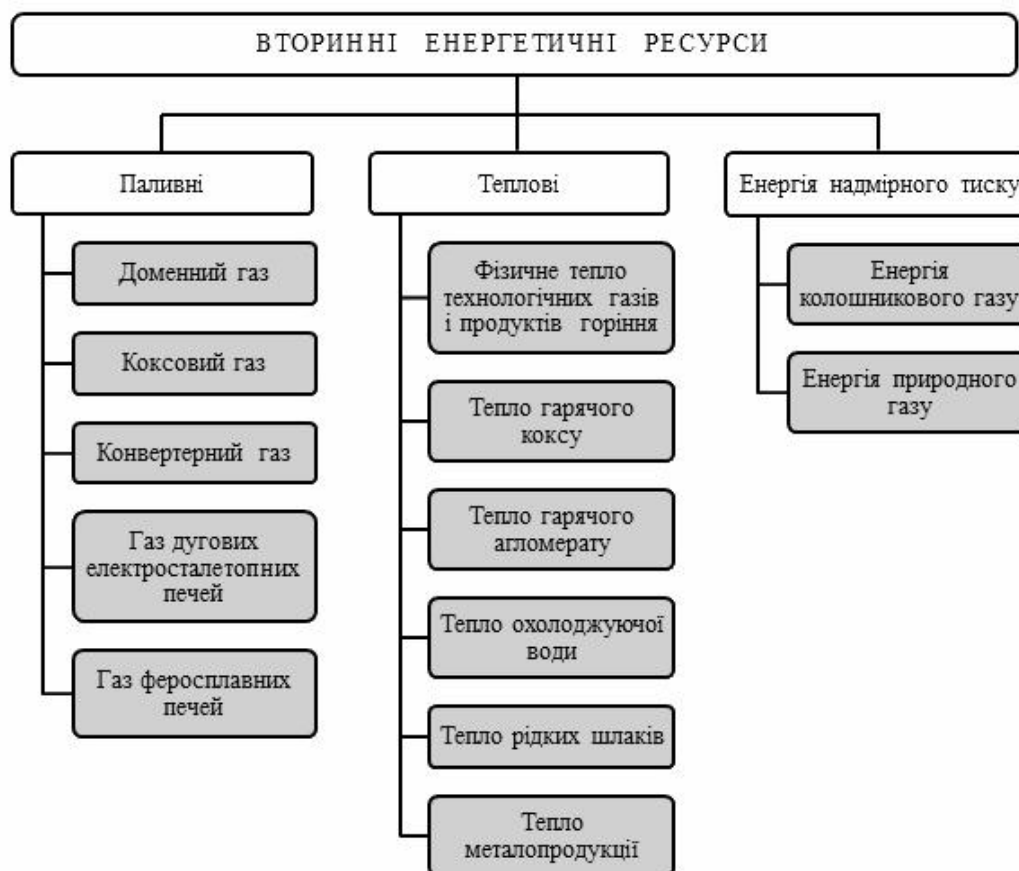 ВТОРИННІ ЕНЕРГЕТИЧНІ РЕСУРСИ
Паливні
Доменний газ
Коксовий газ
Конвертерний газ
Газ дугових
електросталетопних
печей
Газ феросплавних
печей
Теплові
Фізичне тепло
технологічних газів
і продуктів горіння
Тепло гарячого
коксу
Тепло гарячого
агломерату
Тепло охолоджуючої
води
Тепло рідких шлаків
Тепло
металопродукції
Енергія надмірного тиску
Енергія
колошникового газу
Енергія природного
газу